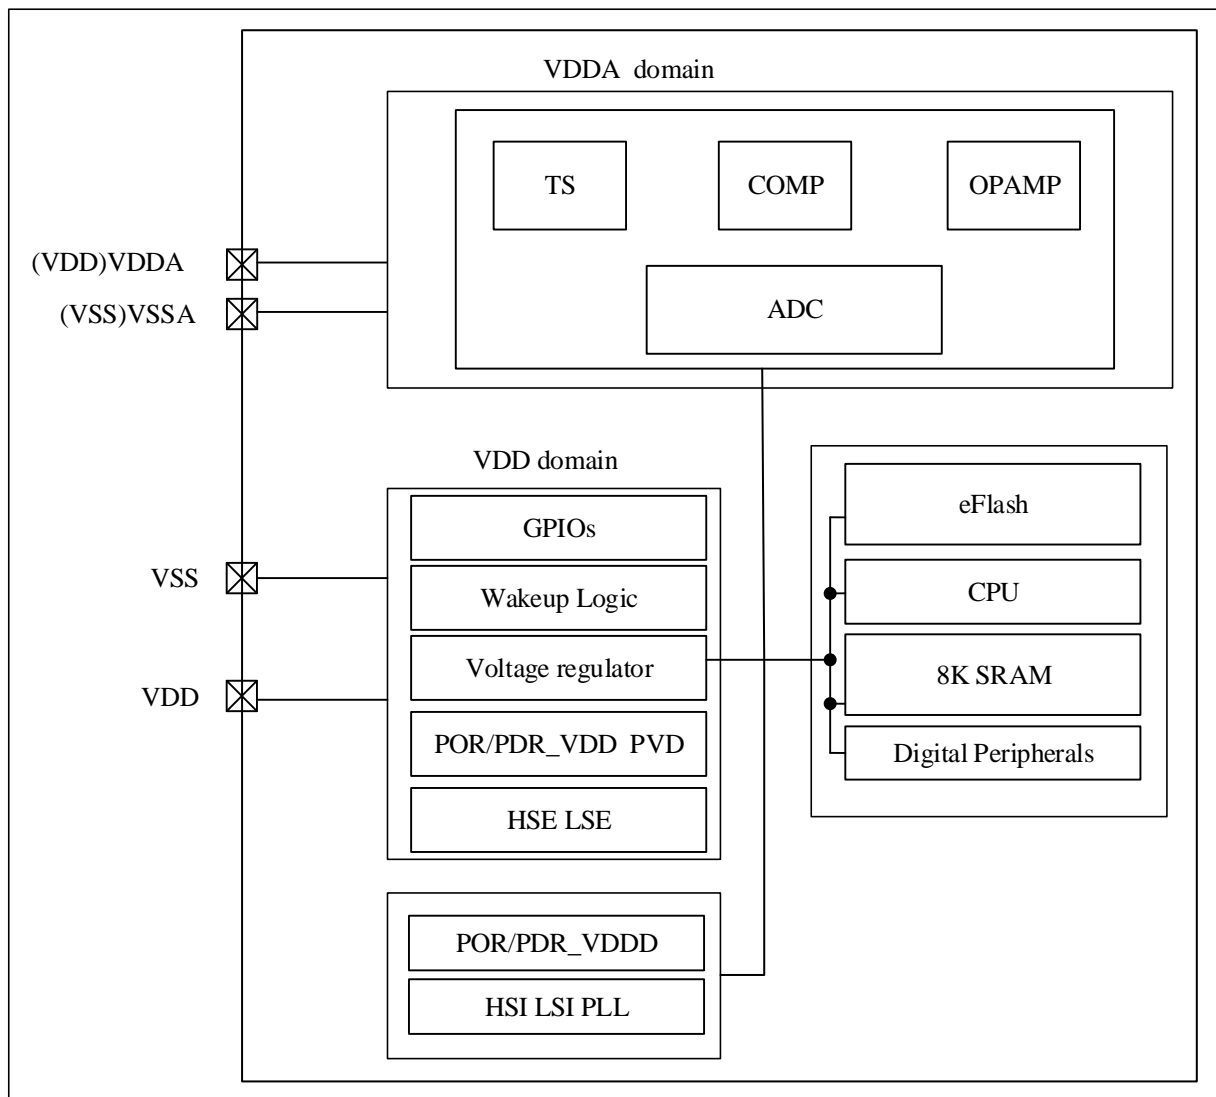 VDDA domain
TS
COMP
OPAMP
(VDD)VDDA
(VSS)VSSA
ADC
VDD domain
GPIOs
eFlash
VSS
Wakeup Logic
CPU
Voltage regulator
8K SRAM
VDD
POR/PDR_VDD PVD
Digital Peripherals
HSE LSE
POR/PDR_VDDD
HSI LSI PLL